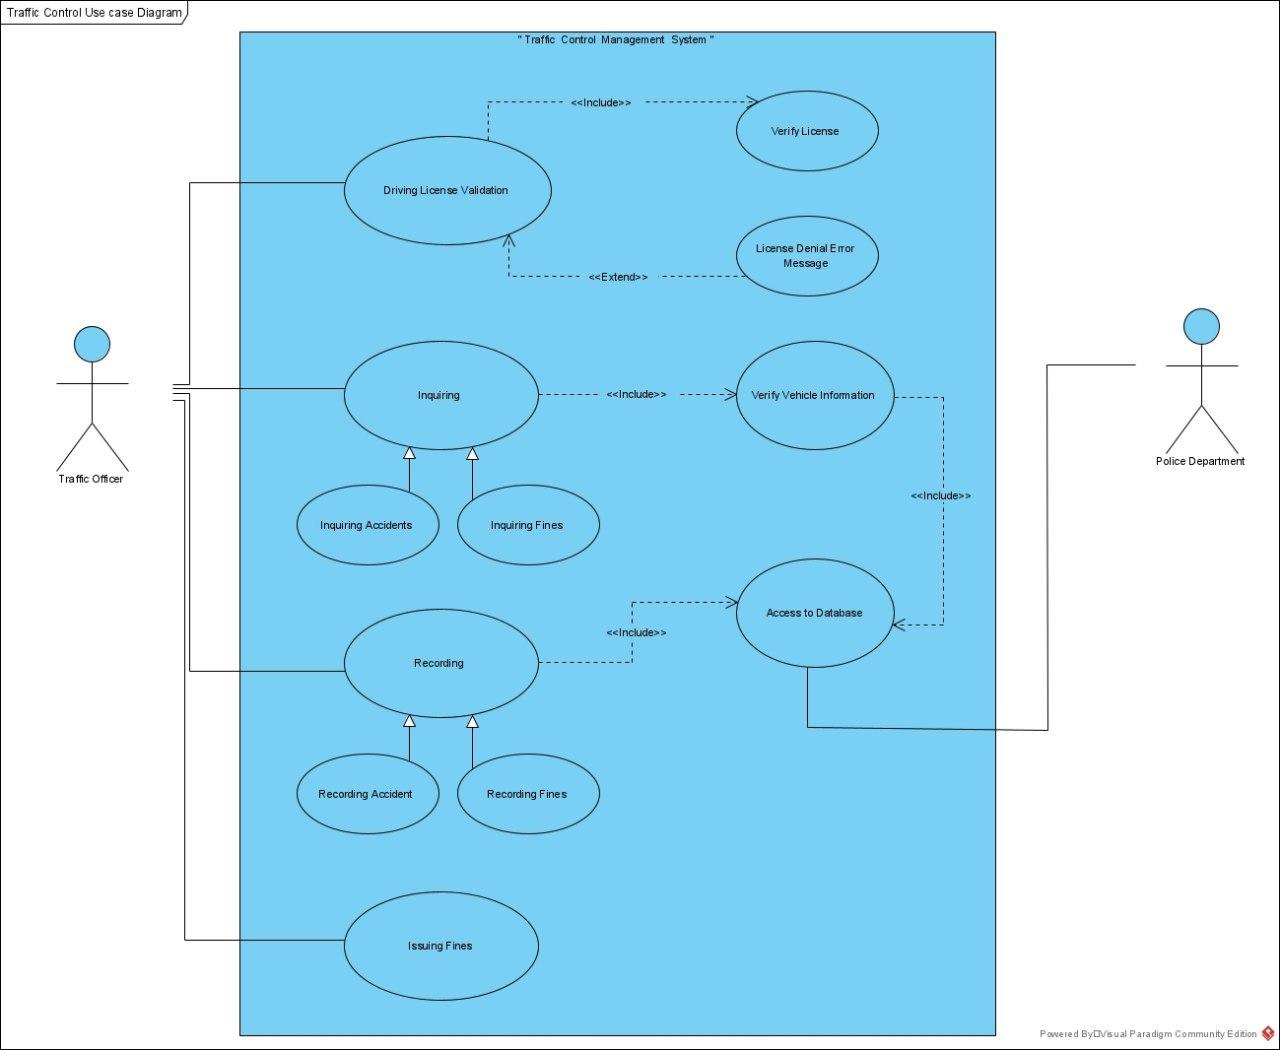 Traffic Control Use case Diagram
" Traffic Control Management System "
<<Include>>
Verify License
Driving License Validation
License Denial Error
Message
<<Extend>>
Inquiring
<<Include>>
Verify Vehicle Information
Traffic Officer
Police Department
<<Include>>
Inquiring Accidents
Inquiring Fines
Access to Database
<<Include>>
Recording
Recording Accident
Recording Fines
Issuing Fines
Powered By□Visual Paradigm Community Edition